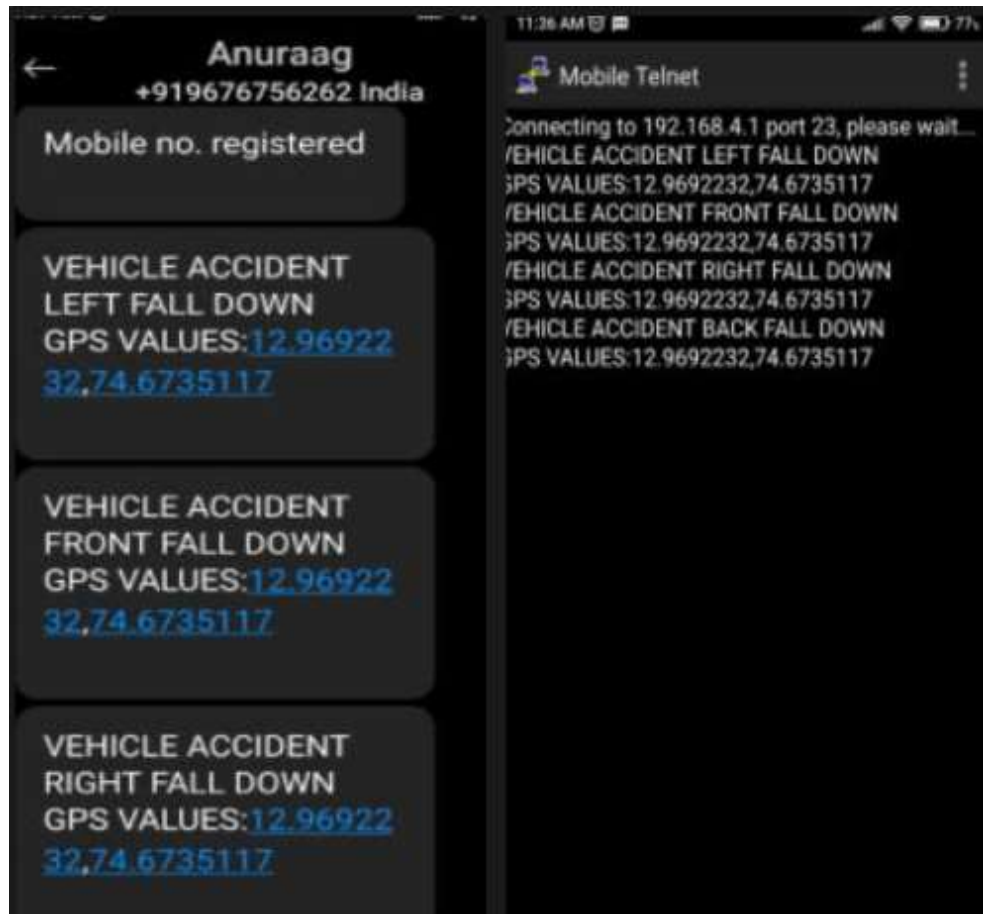 Anuraag
+919676756262 India
Mobile no. registered
VEHICLE ACCIDENT
LEFT FALL DOWN
GPS VALUES:12.96922
32,74.6735117
VEHICLE ACCIDENT
FRONT FALL DOWN
GPS VALUES:12.96922
32,74.6735117
VEHICLE ACCIDENT
RIGHT FALL DOWN
GPS VALUES:12.96922
32,74.6735117
11:36 AM
77%
Mobile Telnet
Connecting to 192.168.4.1 port 23, please wait...
VEHICLE ACCIDENT LEFT FALL DOWN
GPS VALUES:12.9692232,74.6735117
VEHICLE ACCIDENT FRONT FALL DOWN
GPS VALUES:12.9692232,74.6735117
VEHICLE ACCIDENT RIGHT FALL DOWN
GPS VALUES:12.9692232,74.6735117
VEHICLE ACCIDENT BACK FALL DOWN
GPS VALUES:12.9692232,74.6735117